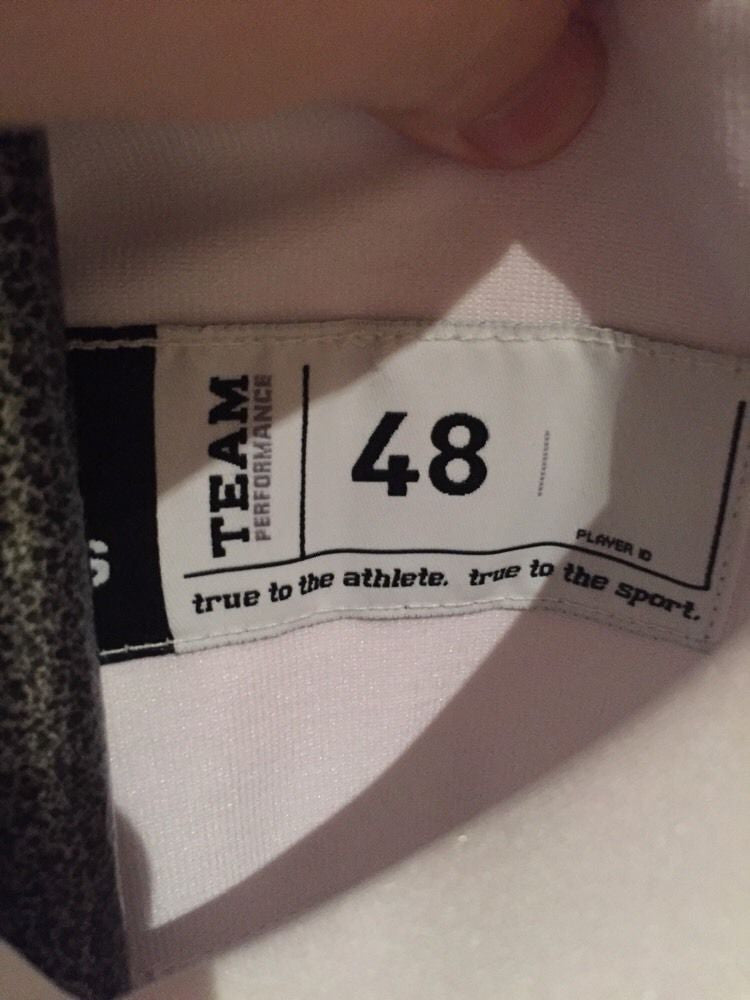 TEAM
PERFORMANCE
48
PLAYER ID
true to the athlete. true to the sport.